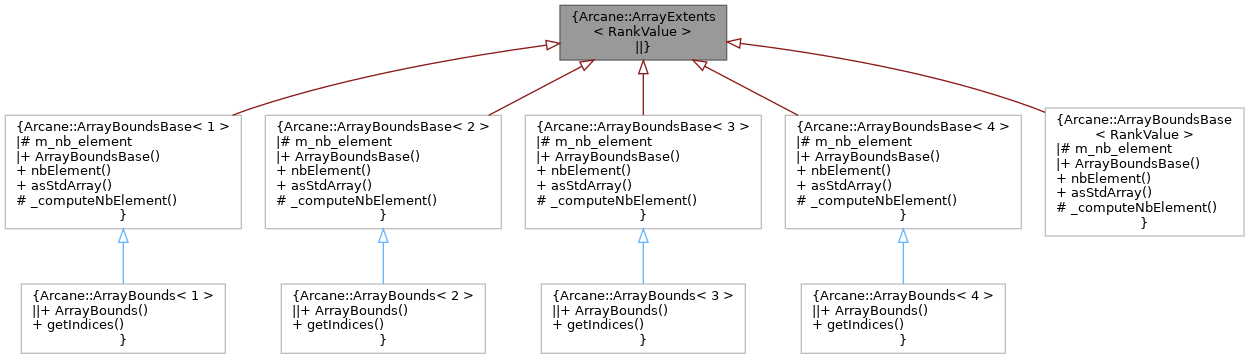 {Arcane::ArrayExtents
< RankValue >
||}
{Arcane::ArrayBoundsBase< 1 >
|# m_nb_element
|+ ArrayBoundsBase()
+ nbElement()
+ asStdArray()
# _computeNbElement()
}
{Arcane::ArrayBoundsBase< 2 >
|# m_nb_element
|+ ArrayBoundsBase()
+ nbElement()
+ asStdArray()
# _computeNbElement()
}
{Arcane::ArrayBoundsBase< 3 >
|# m_nb_element
|+ ArrayBoundsBase()
+ nbElement()
+ asStdArray()
# _computeNbElement()
}
{Arcane::ArrayBoundsBase< 4 >
|# m_nb_element
|+ ArrayBoundsBase()
+ nbElement()
+ asStdArray()
# _computeNbElement()
}
{Arcane::ArrayBoundsBase
< RankValue >
|# m_nb_element
|+ ArrayBoundsBase()
+ nbElement()
+ asStdArray()
# _computeNbElement()
}
{Arcane::ArrayBounds< 1 >
||+ ArrayBounds()
+ getIndices()
}
{Arcane::ArrayBounds< 2 >
||+ ArrayBounds()
+ getIndices()
}
{Arcane::ArrayBounds< 3 >
||+ ArrayBounds()
+ getIndices()
}
{Arcane::ArrayBounds< 4 >
||+ ArrayBounds()
+ getIndices()
}